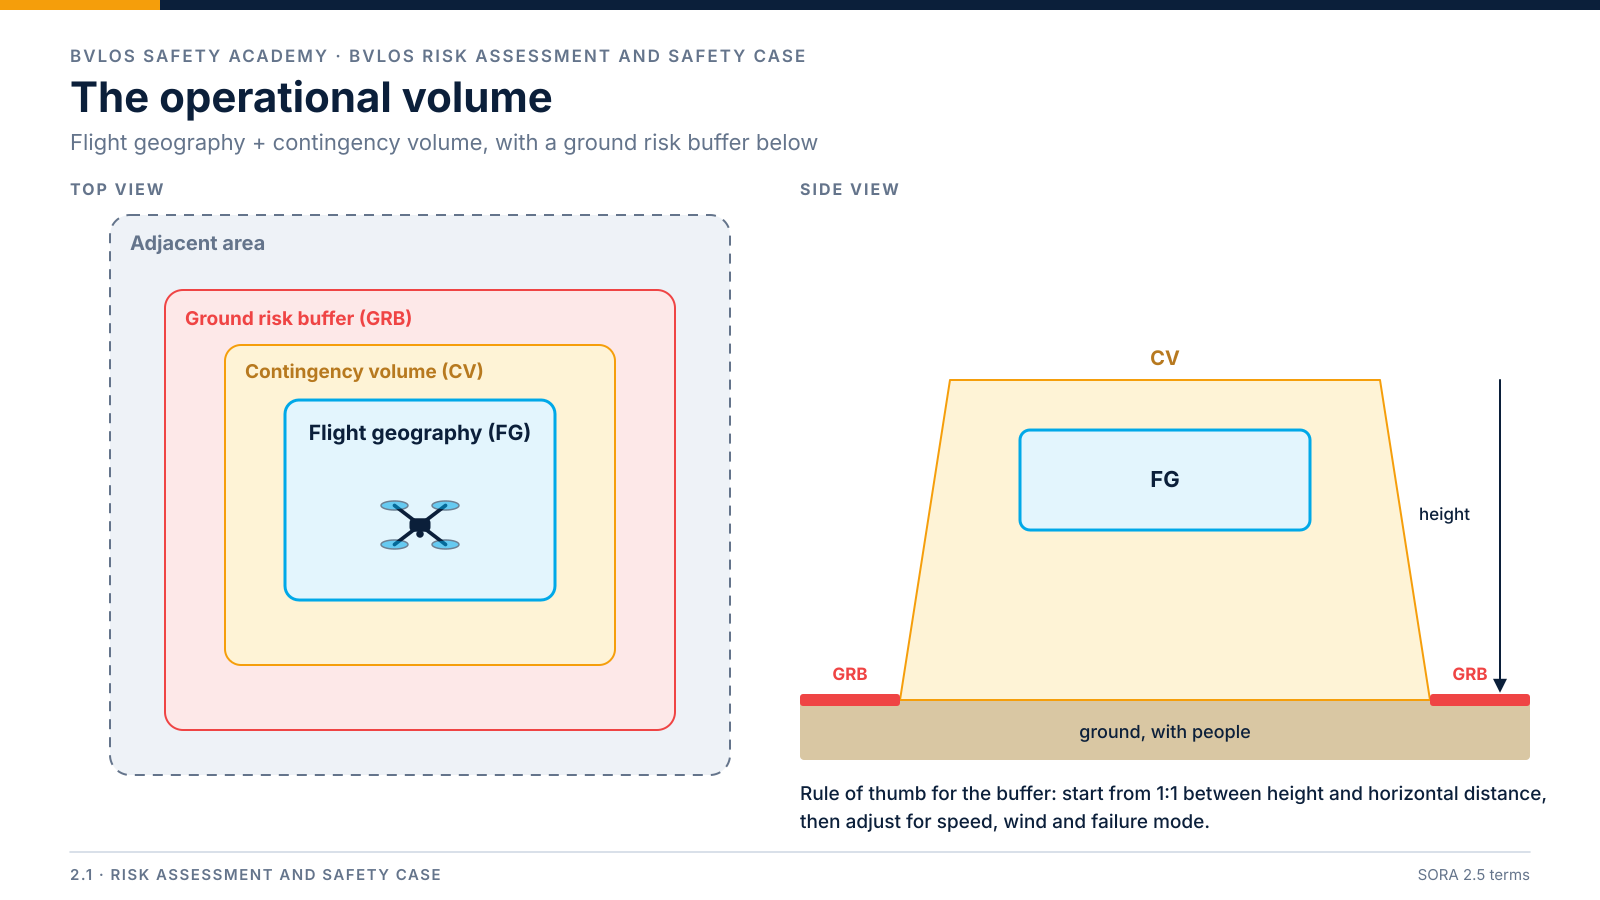 BVLOS SAFETY ACADEMY · BVLOS RISK ASSESSMENT AND SAFETY CASE
The operational volume
Flight geography + contingency volume, with a ground risk buffer below
TOP VIEW
Adjacent area
Ground risk buffer (GRB)
Contingency volume (CV)
Flight geography (FG)
SIDE VIEW
CV
FG
height
GRB
GRB
ground, with people
Rule of thumb for the buffer: start from 1:1 between height and horizontal distance,
then adjust for speed, wind and failure mode.
2.1 · RISK ASSESSMENT AND SAFETY CASE
SORA 2.5 terms